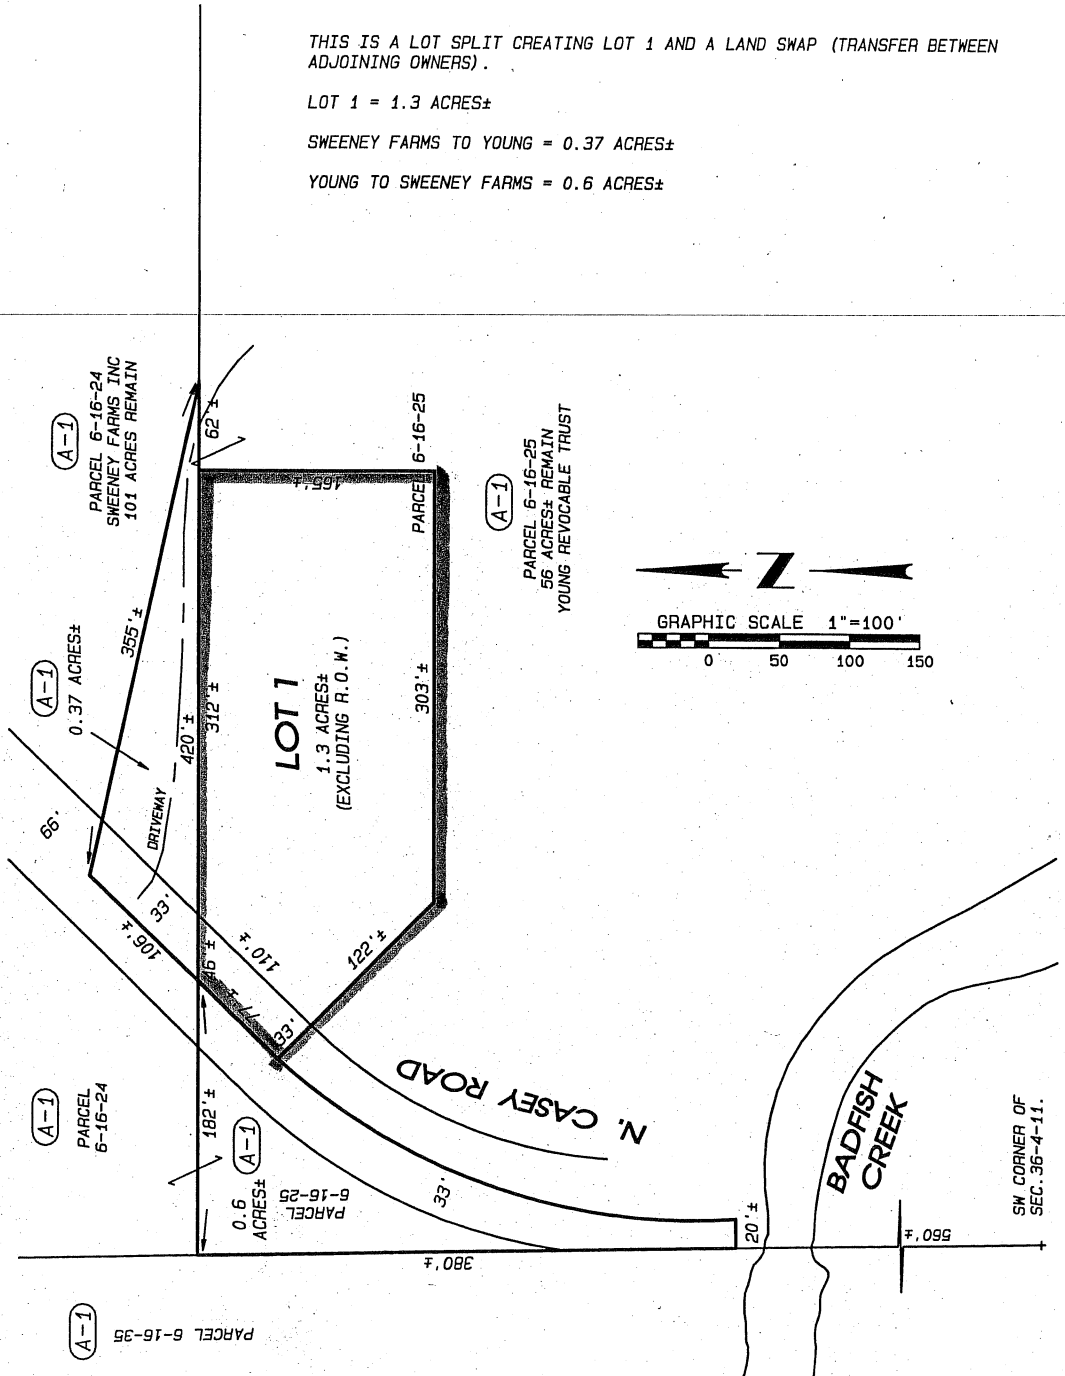 THIS IS A LOT SPLIT CREATING LOT 1 AND A LAND SWAP (TRANSFER BETWEEN
ADJOINING OWNERS).
LOT 1 = 1.3 ACRES±
SWEENEY FARMS TO YOUNG = 0.37 ACRES±
YOUNG TO SWEENEY FARMS = 0.6 ACRES±
A-1
PARCEL 6-16-24
SWEENEY FARMS INC
101 ACRES REMAIN
62'±
165'±
PARCEL 6-16-25
A-1
PARCEL 6-16-25
56 ACRES± REMAIN
YOUNG REVOCABLE TRUST
N
GRAPHIC SCALE 1"=100'
0 50 100 150
355'±
A-1
0.37 ACRES±
420'±
312'±
LOT 1
1.3 ACRES±
(EXCLUDING R.O.W.)
303'±
DRIVEWAY
66'
33'
106'±
46'±
110'±
77'±
33'
122'±
N. CASEY ROAD
A-1
PARCEL
6-16-24
182'±
A-1
0.6
ACRES±
PARCEL
6-16-25
33'
20'±
BADFISH
CREEK
SW CORNER OF
SEC.36-4-11.
380'±
560'±
A-1
PARCEL 6-16-35